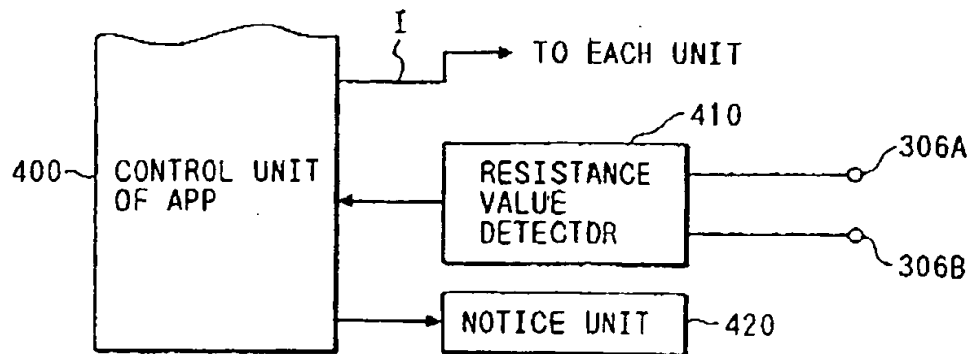 I
TO EACH UNIT
410
400
CONTROL UNIT
OF APP
RESISTANCE
VALUE
DETECTOR
306A
306B
NOTICE UNIT
420